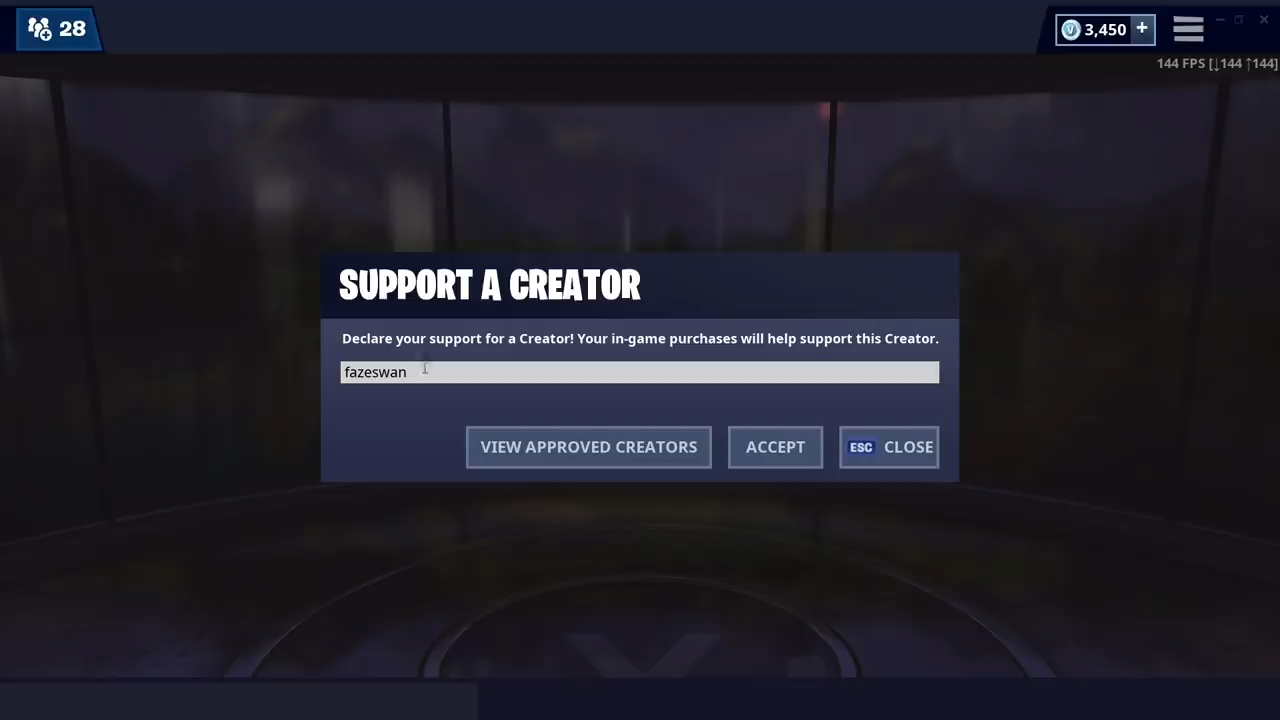 28
3,450 +
144 FPS [↓144 ↑144]
SUPPORT A CREATOR
Declare your support for a Creator! Your in-game purchases will help support this Creator.
fazeswan
VIEW APPROVED CREATORS
ACCEPT
ESC CLOSE